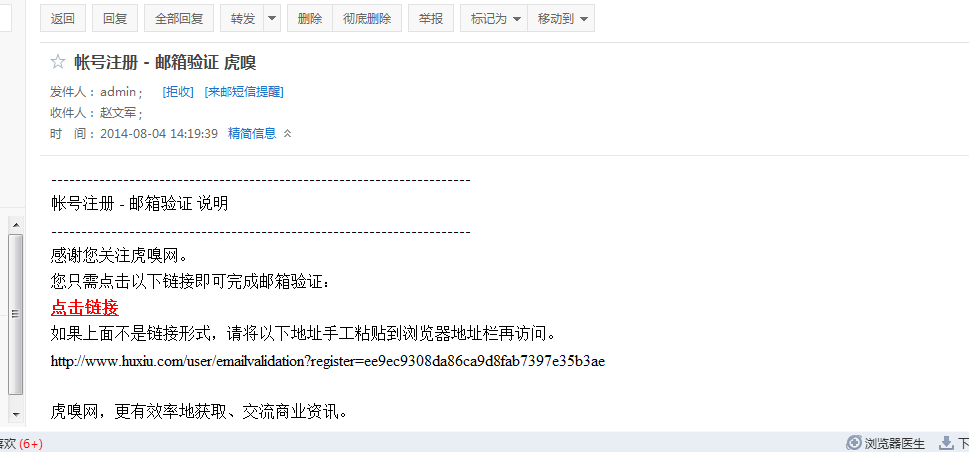 返回 回复 全部回复 转发 删除 彻底删除 举报 标记为 移动到
帐号注册 - 邮箱验证 虎嗅
发件人： admin ; [拒收] [来邮短信提醒]
收件人： 赵文军 ;
时 间： 2014-08-04 14:19:39 精简信息
----------------------------------------------------------------------
帐号注册 - 邮箱验证 说明
----------------------------------------------------------------------
感谢您关注虎嗅网。
您只需点击以下链接即可完成邮箱验证：
点击链接
如果上面不是链接形式，请将以下地址手工粘贴到浏览器地址栏再访问。
http://www.huxiu.com/user/emailvalidation?register=ee9ec9308da86ca9d8fab7397e35b3ae
虎嗅网，更有效率地获取、交流商业资讯。
喜欢 (6+) 浏览器医生 下